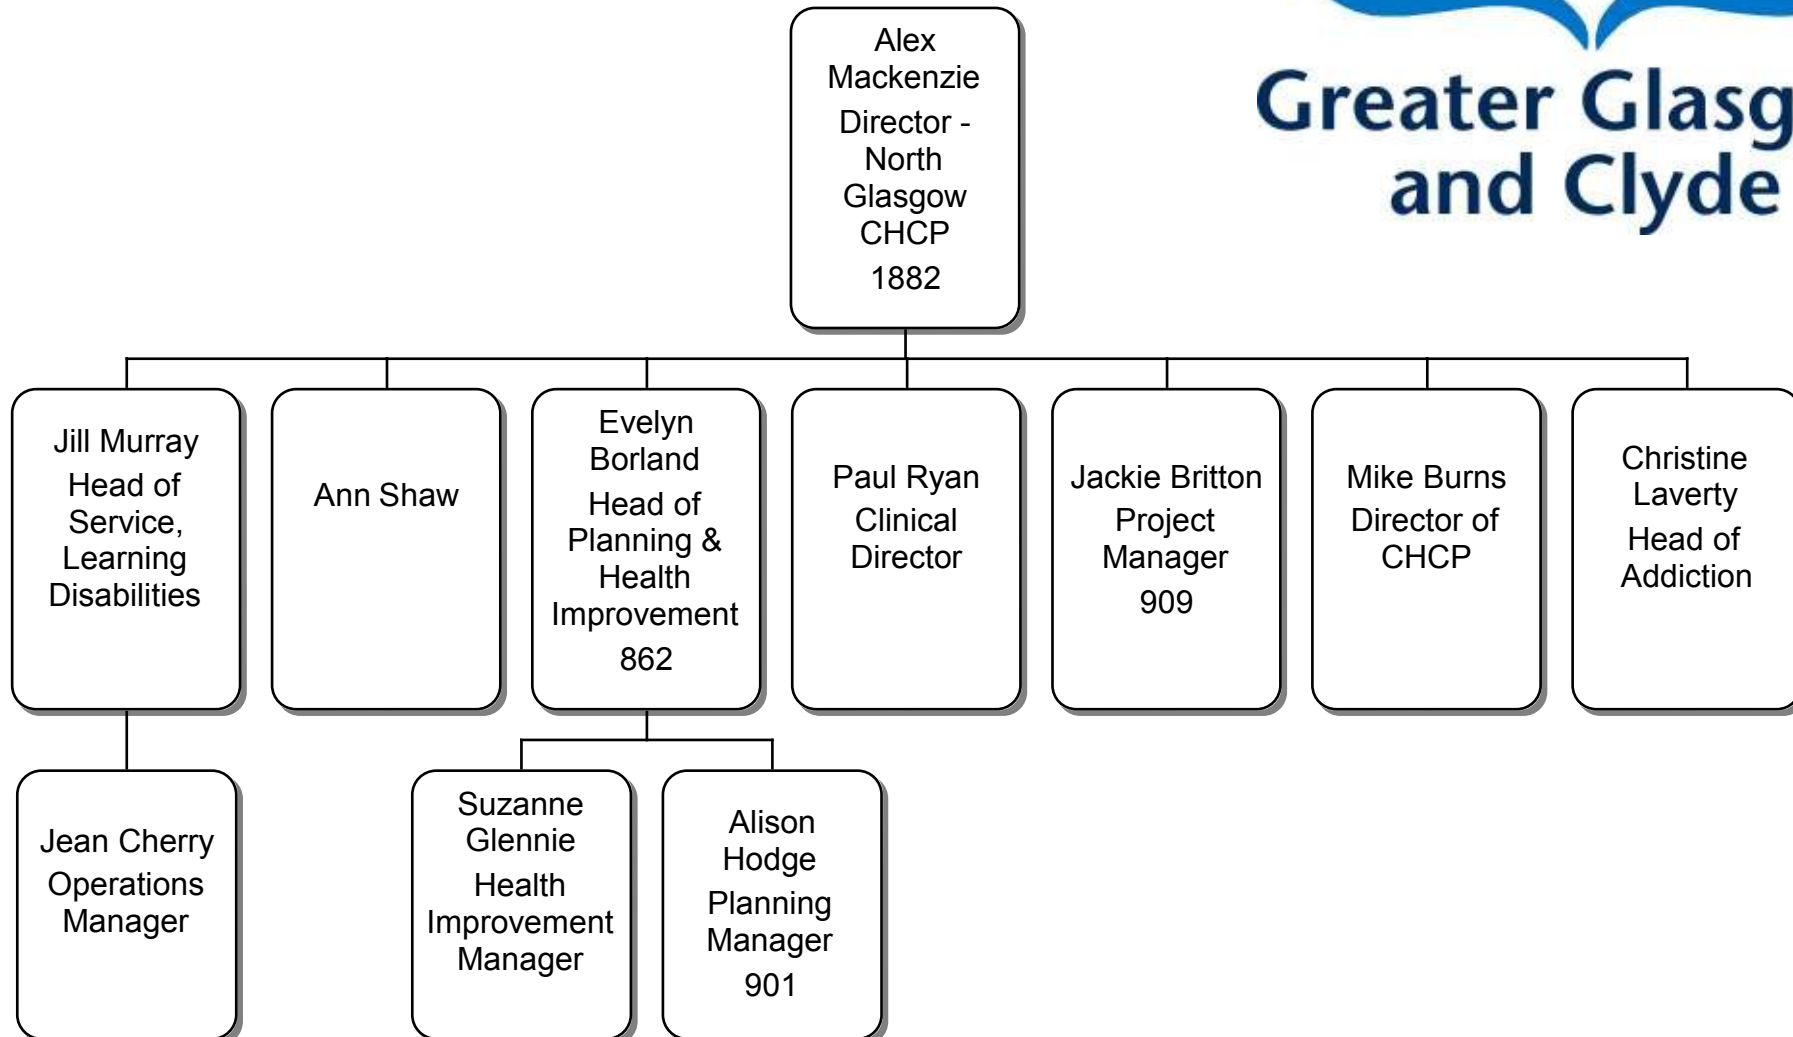 Alex
Mackenzie
Director -
North
Glasgow
CHCP
1882
Greater Glasg
and Clyde
Jill Murray
Head of
Service,
Learning
Disabilities
Ann Shaw
Evelyn
Borland
Head of
Planning &
Health
Improvement
862
Paul Ryan
Clinical
Director
Jackie Britton
Project
Manager
909
Mike Burns
Director of
CHCP
Christine
Laverty
Head of
Addiction
Jean Cherry
Operations
Manager
Suzanne
Glennie
Health
Improvement
Manager
Alison
Hodge
Planning
Manager
901